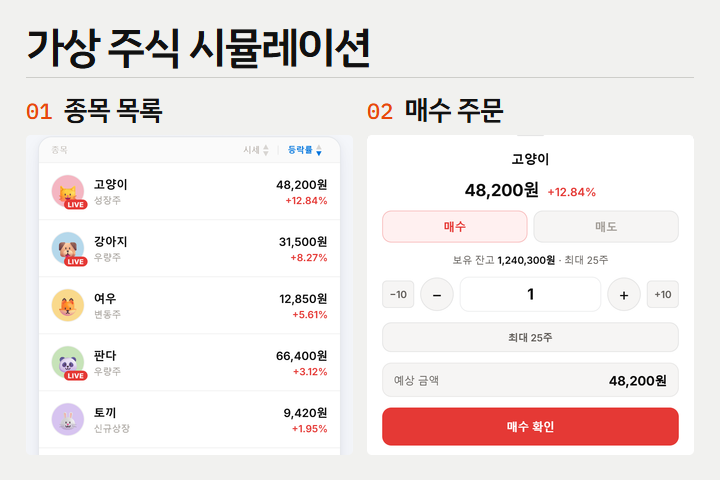 가상 주식 시뮬레이션
01 종목 목록
종목 시세 등락률
고양이 48,200원
LIVE 성장주 +12.84%
강아지 31,500원
LIVE 우량주 +8.27%
여우 12,850원
변동주 +5.61%
판다 66,400원
LIVE 우량주 +3.12%
토끼 9,420원
신규상장 +1.95%
02 매수 주문
고양이
48,200원 +12.84%
매수 매도
보유 잔고 1,240,300원 · 최대 25주
−10 − 1 + +10
최대 25주
예상 금액 48,200원
매수 확인